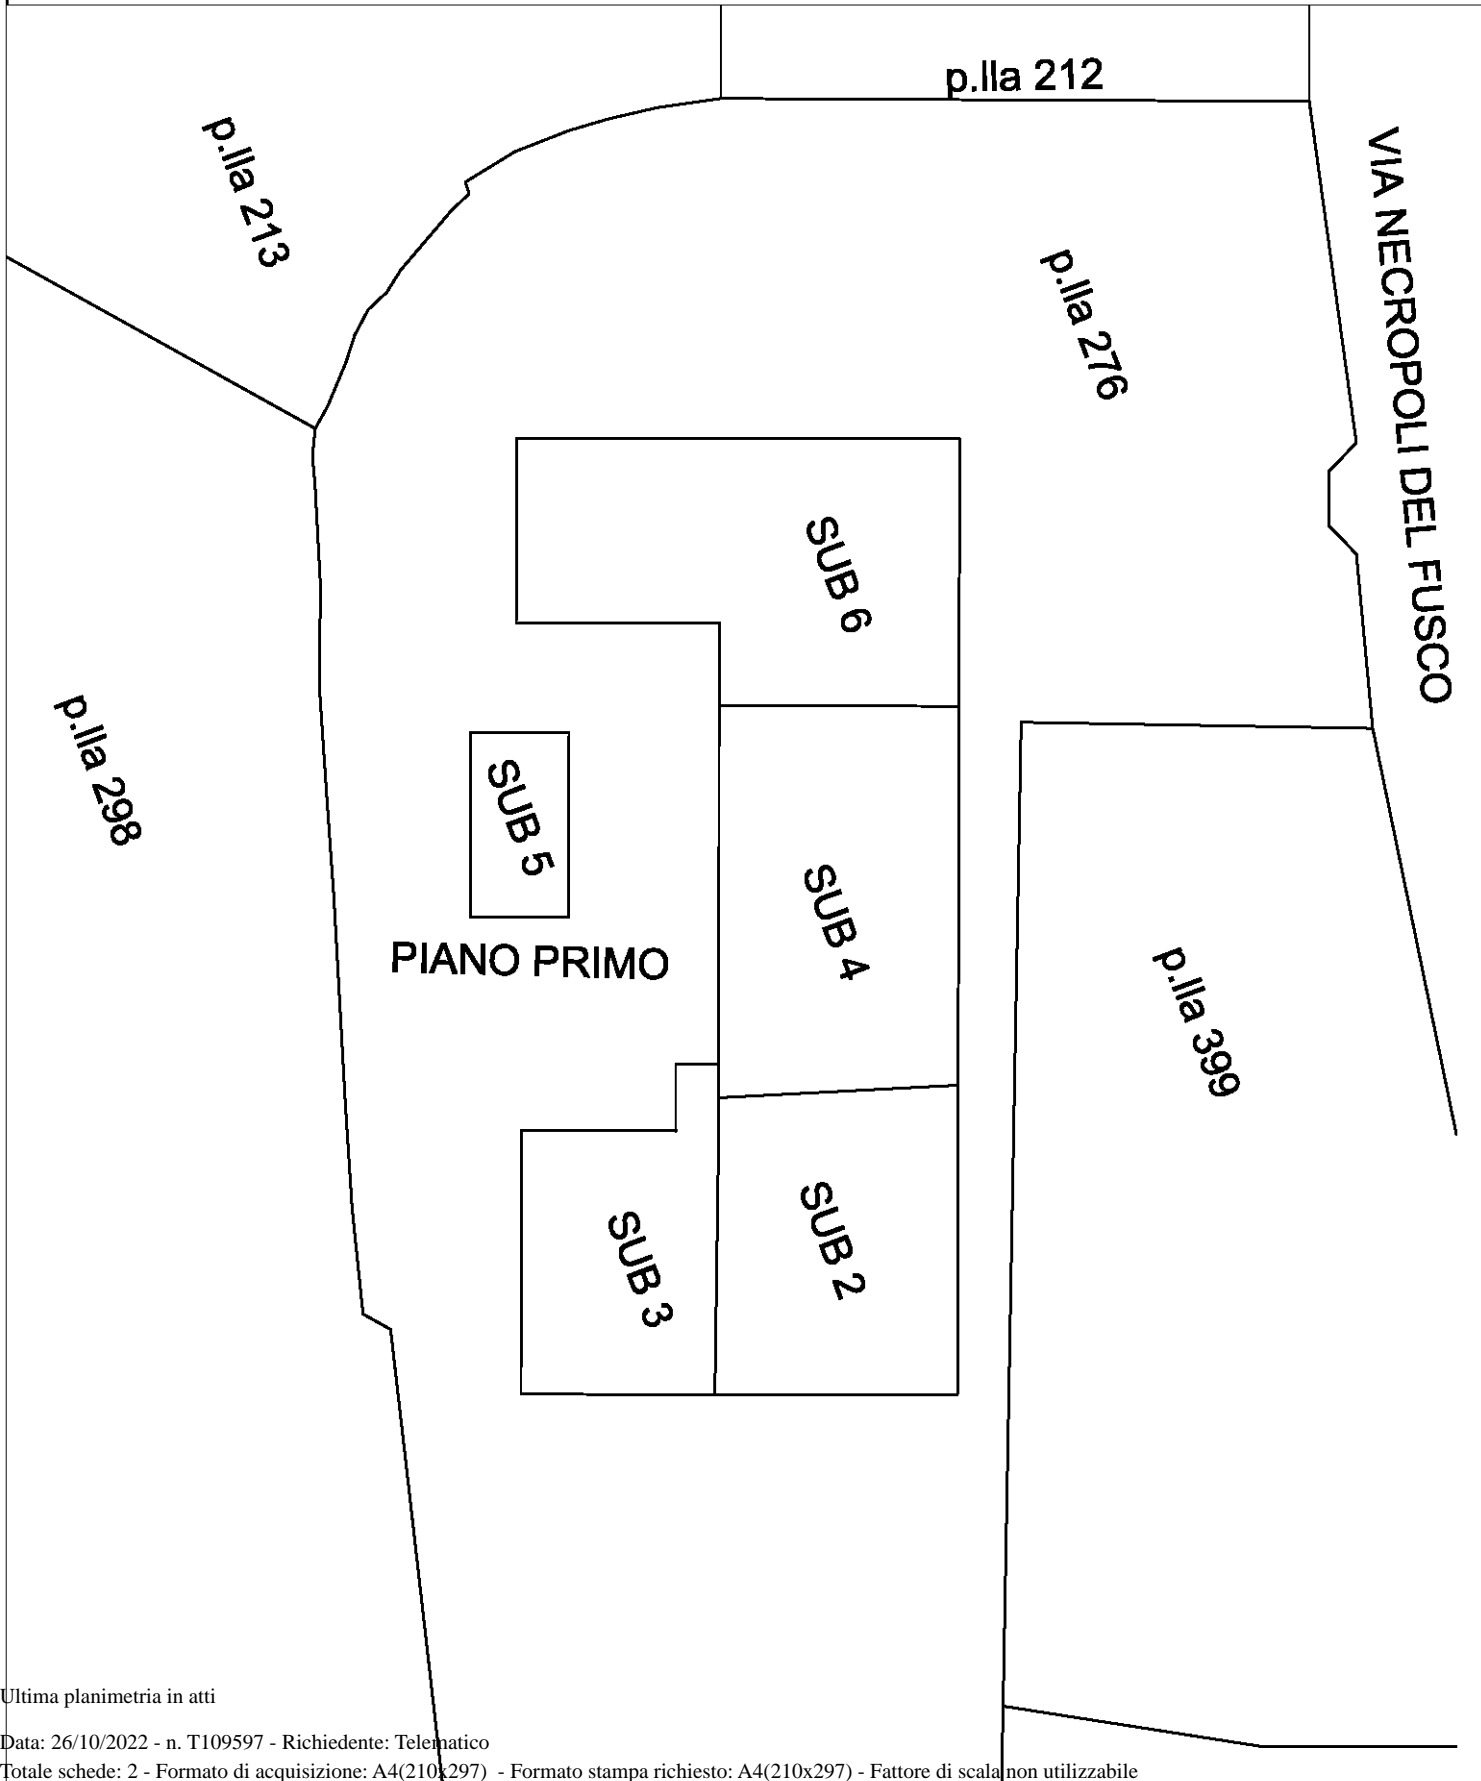 p.lla 212
p.lla 213
VIA NECROPOLI DEL FUSCO
p.lla 276
SUB 6
p.lla 298
SUB 5
SUB 4
PIANO PRIMO
p.lla 399
SUB 3
SUB 2
Ultima planimetria in atti
Data: 26/10/2022 - n. T109597 - Richiedente: Telematico
Totale schede: 2 - Formato di acquisizione: A4(210x297) - Formato stampa richiesto: A4(210x297) - Fattore di scala non utilizzabile